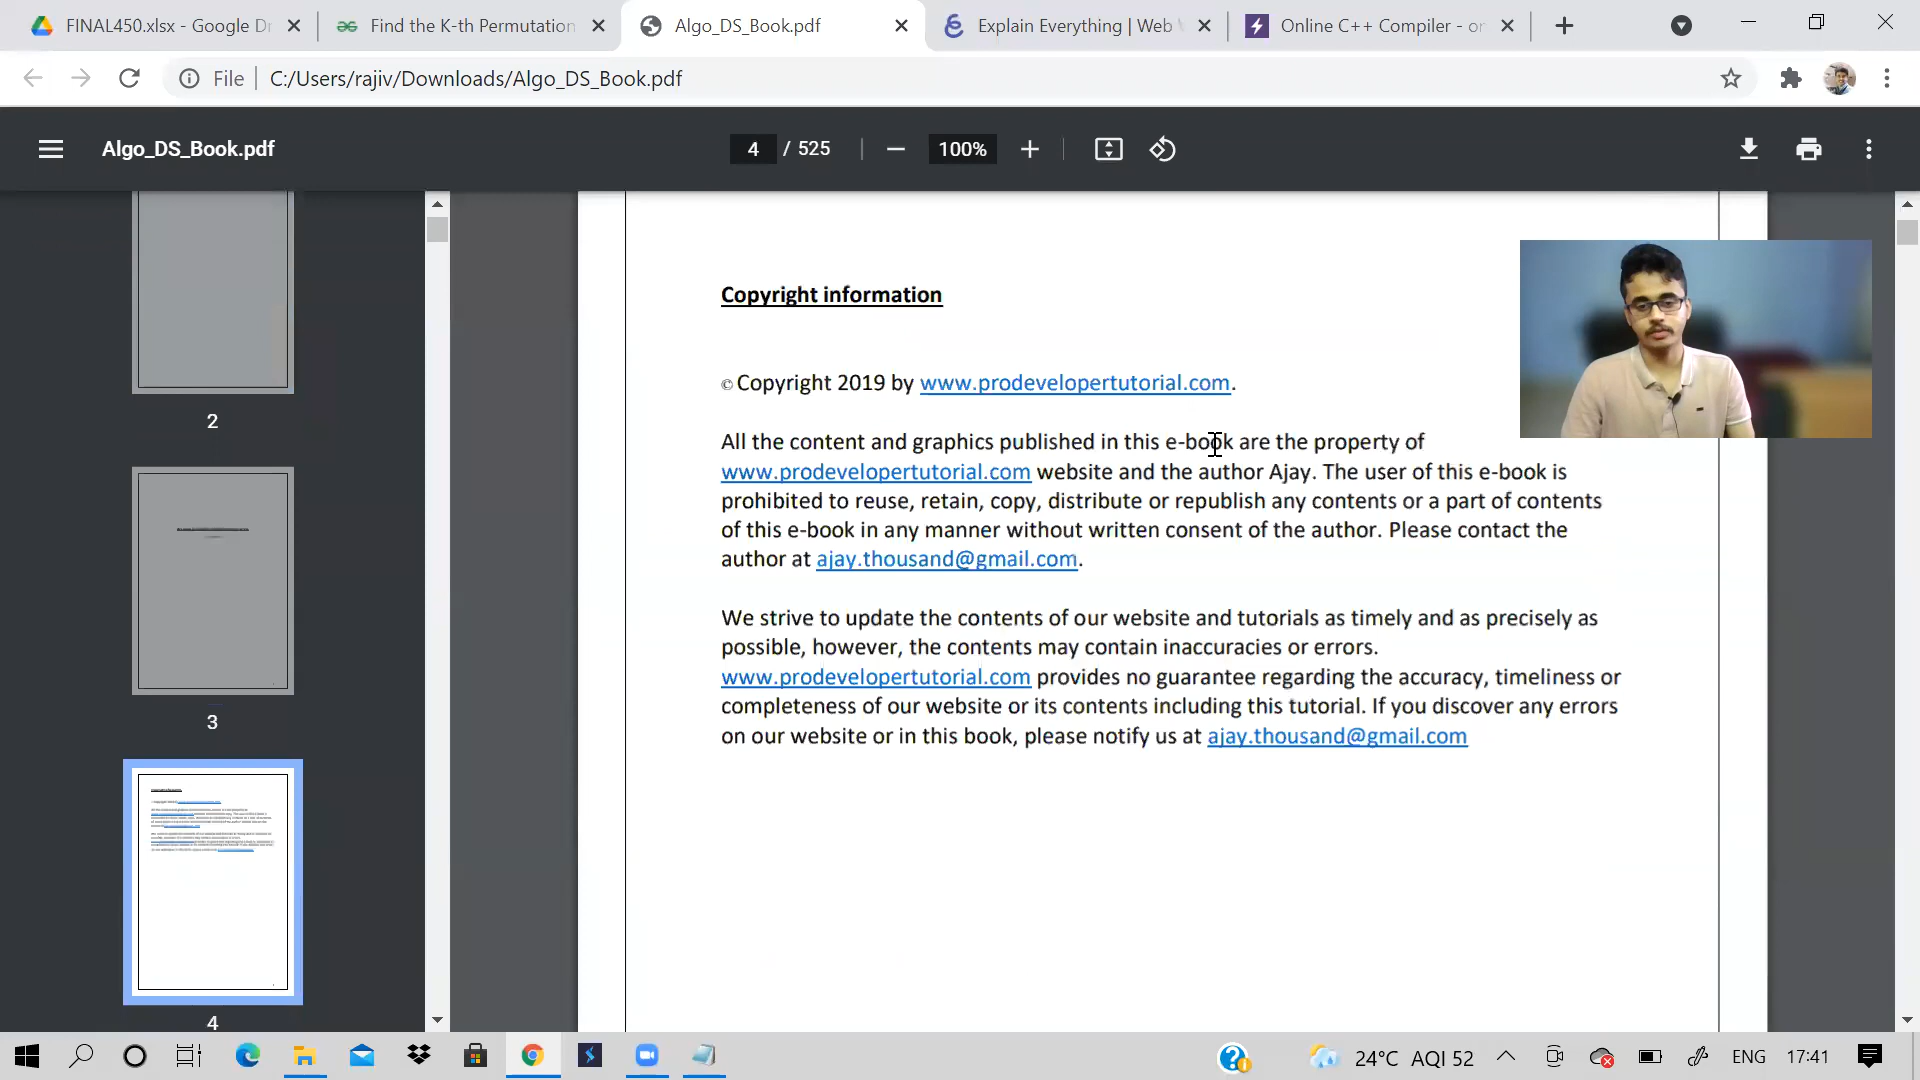 FINAL450.xlsx - Google Dr
Find the K-th Permutation
Algo_DS_Book.pdf
Explain Everything | Web
Online C++ Compiler - on
File
C:/Users/rajiv/Downloads/Algo_DS_Book.pdf
Algo_DS_Book.pdf
4 / 525
100%
Copyright information
© Copyright 2019 by www.prodevelopertutorial.com.
All the content and graphics published in this e-book are the property of
www.prodevelopertutorial.com website and the author Ajay. The user of this e-book is
prohibited to reuse, retain, copy, distribute or republish any contents or a part of contents
of this e-book in any manner without written consent of the author. Please contact the
author at ajay.thousand@gmail.com.
We strive to update the contents of our website and tutorials as timely and as precisely as
possible, however, the contents may contain inaccuracies or errors.
www.prodevelopertutorial.com provides no guarantee regarding the accuracy, timeliness or
completeness of our website or its contents including this tutorial. If you discover any errors
on our website or in this book, please notify us at ajay.thousand@gmail.com
2
3
4
24°C AQI 52
ENG
17:41